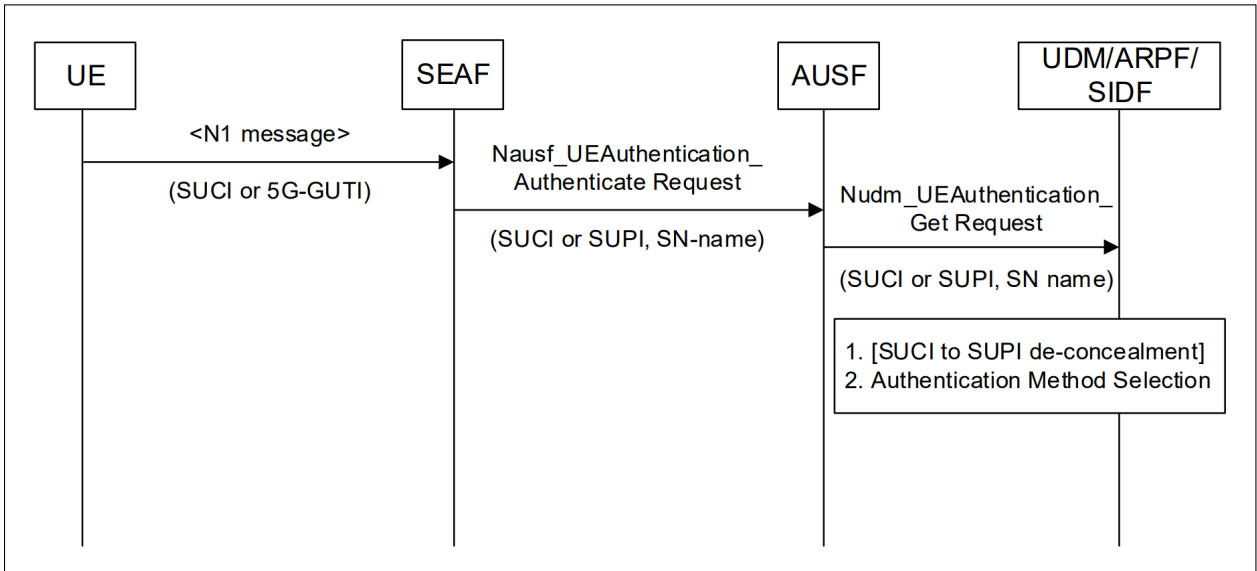 UE
SEAF
AUSF
UDM/ARPF/
SIDF
<N1 message>
(SUCI or 5G-GUTI)
Nausf_UEAuthentication_
Authenticate Request
(SUCI or SUPI, SN-name)
Nudm_UEAuthentication_
Get Request
(SUCI or SUPI, SN name)
1. [SUCI to SUPI de-concealment]
2. Authentication Method Selection